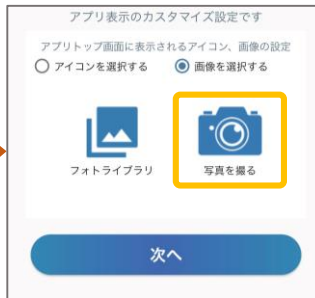 アプリ表示のカスタマイズ設定です
アプリトップ画面に表示されるアイコン、画像の設定
アイコンを選択する 画像を選択する
フォトライブラリ 写真を撮る
次へ